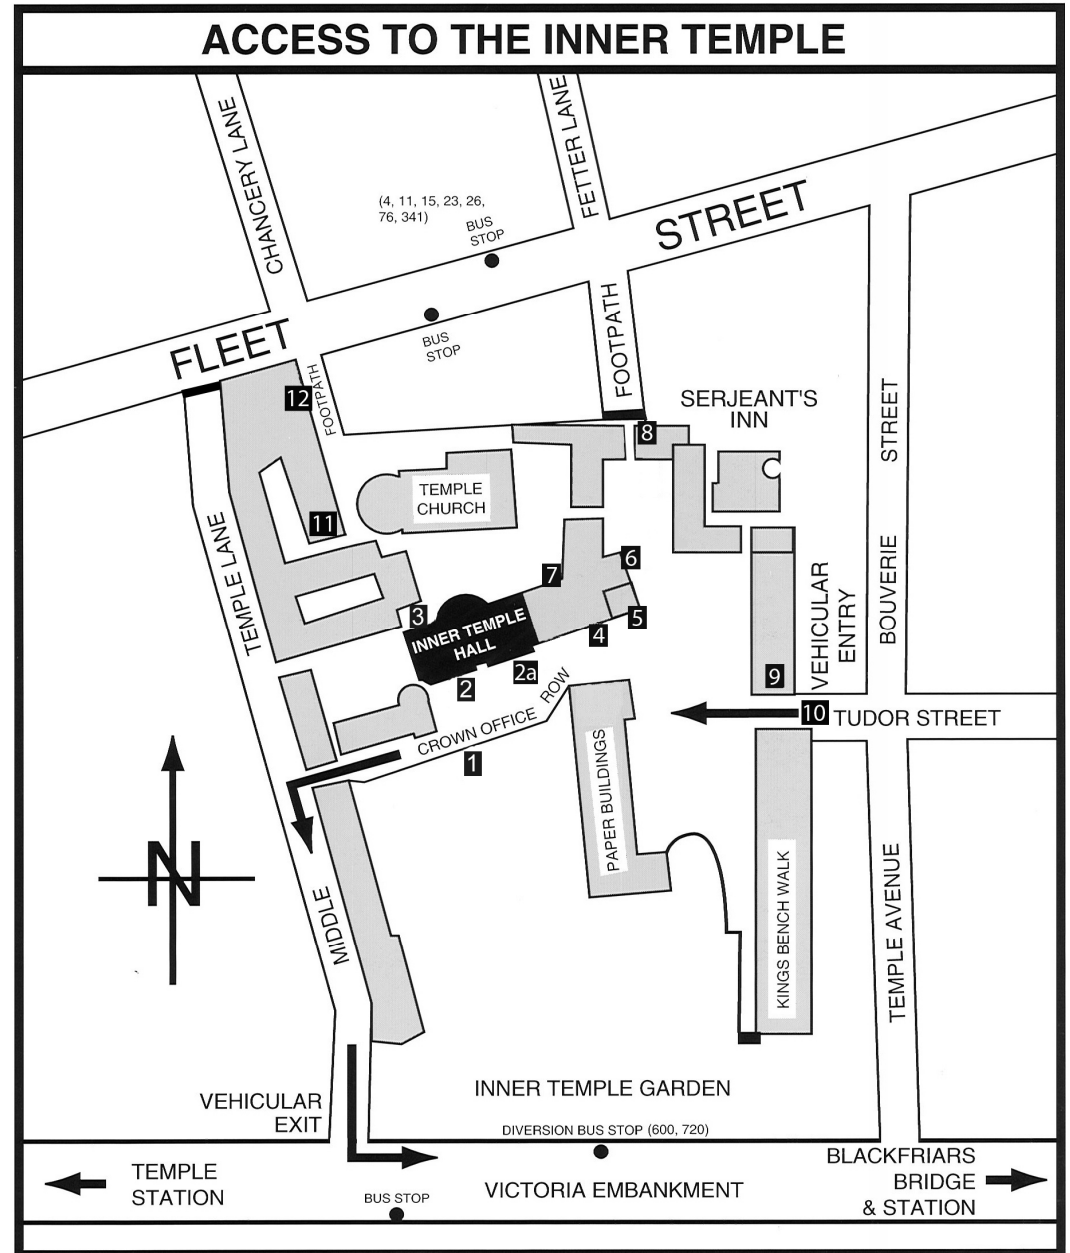 ACCESS TO THE INNER TEMPLE
CHANCERY LANE
FETTER LANE
(4, 11, 15, 23, 26,
76, 341)
BUS
STOP
FLEET
STREET
BUS
STOP
FOOTPATH
FOOTPATH
12
SERJEANT'S
INN
8
BOUVERIE STREET
TEMPLE
CHURCH
11
MIDDLE TEMPLE LANE
7
6
3
5
4
INNER TEMPLE
HALL
2
2a
CROWN OFFICE ROW
1
VEHICULAR
ENTRY
9
10
TUDOR STREET
PAPER BUILDINGS
N
KINGS BENCH WALK
TEMPLE AVENUE
INNER TEMPLE GARDEN
VEHICULAR
EXIT
DIVERSION BUS STOP (600, 720)
TEMPLE
STATION
BUS STOP
VICTORIA EMBANKMENT
BLACKFRIARS
BRIDGE
& STATION